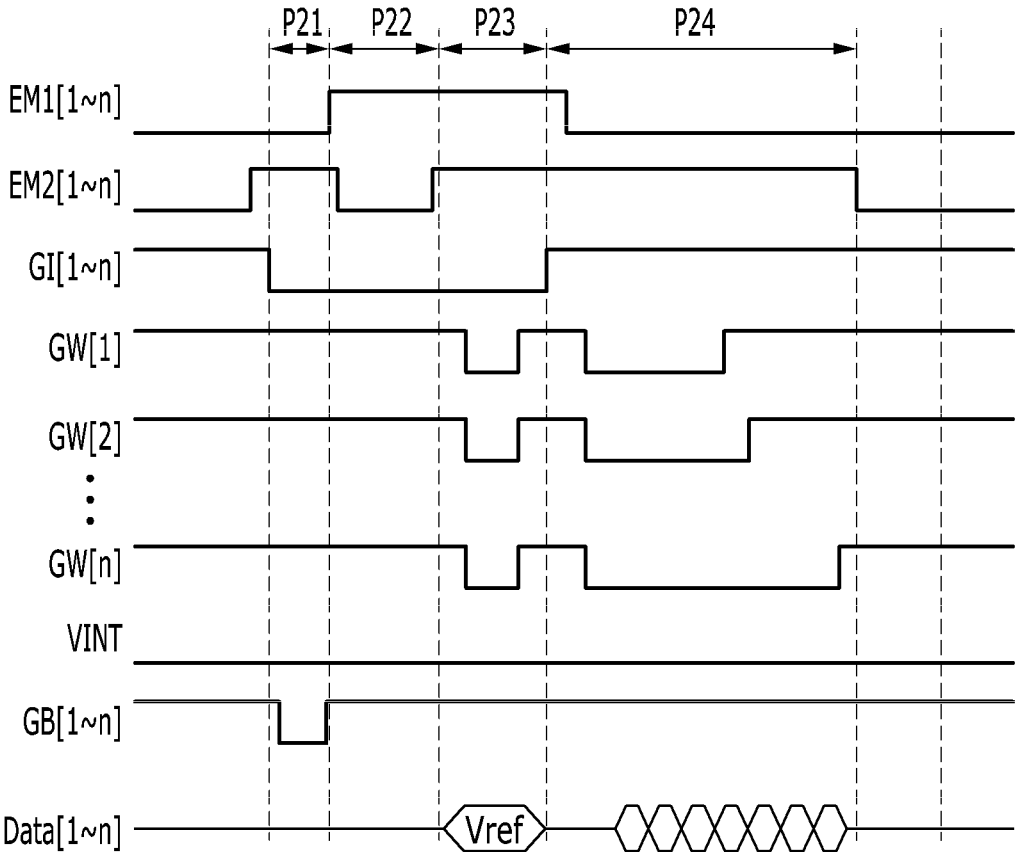 P21 P22 P23 P24
EM1[1~n]
EM2[1~n]
GI[1~n]
GW[1]
GW[2]
GW[n]
VINT
GB[1~n]
Data[1~n] Vref